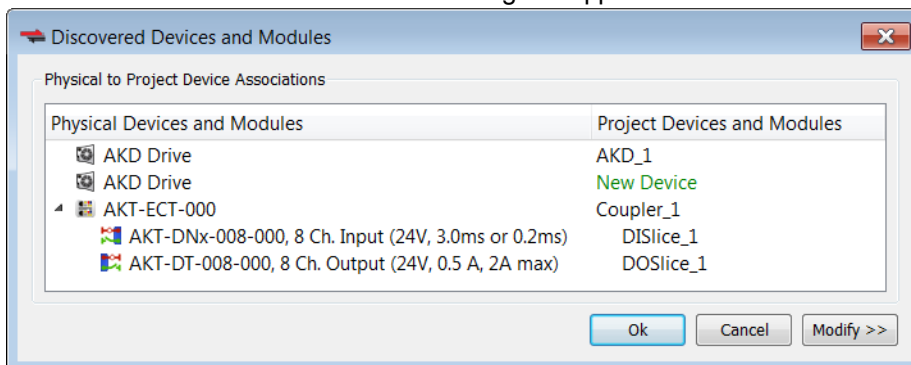 Discovered Devices and Modules
Physical to Project Device Associations
Physical Devices and Modules Project Devices and Modules
AKD Drive AKD_1
AKD Drive New Device
AKT-ECT-000 Coupler_1
AKT-DNx-008-000, 8 Ch. Input (24V, 3.0ms or 0.2ms) DISlice_1
AKT-DT-008-000, 8 Ch. Output (24V, 0.5 A, 2A max) DOSlice_1
Ok Cancel Modify >>